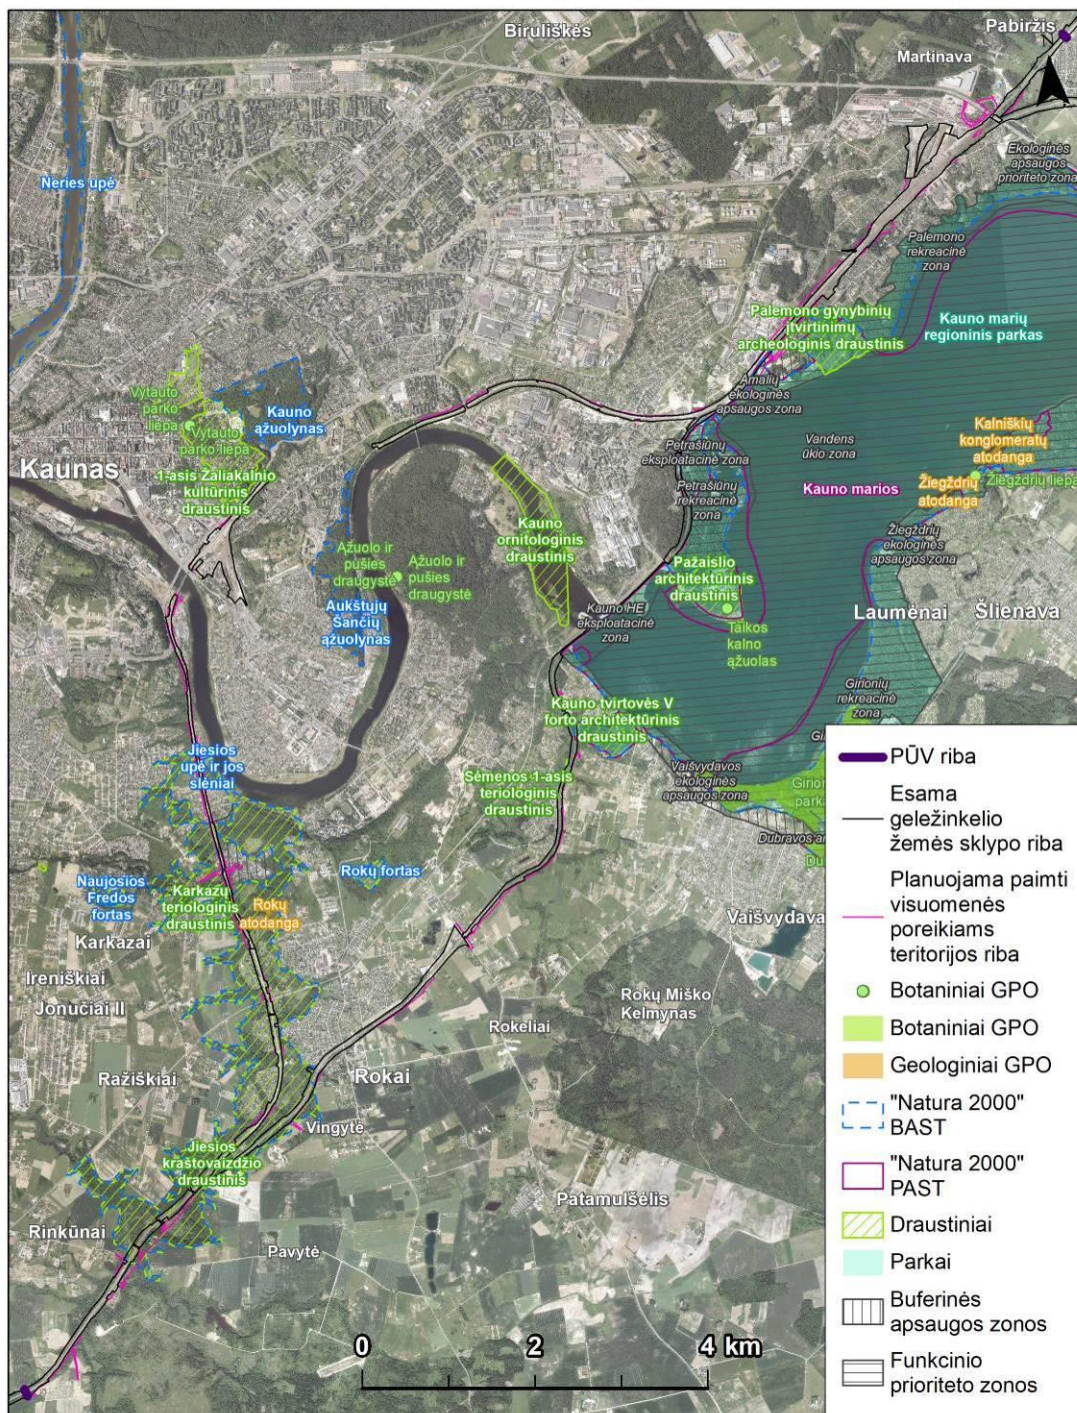 Biruliškės
Pabiržis
N
Martinava
Ekologinės
apsaugos
prioriteto zona
Neries upė
Palemono
rekreacinė
zona
Palemono gynybinių
įtvirtinimų
archeologinis draustinis
Kauno marių
regioninis parkas
Vytauto
parko
liepa
Vytauto
parko liepa
Kauno
ąžuolynas
Amalių
ekologinės
apsaugos zona
Kaunas
1-asis Žaliakalnio
kultūrinis
draustinis
Petrašiūnų
eksploatacinė zona
Vandens
ūkio zona
Kalniškių
konglomeratų
atodanga
Petrašiūnų
rekreacinė
zona
Kauno marios
Žiegždrių
atodanga
Žiegždrių liepa
Kauno
ornitologinis
draustinis
Žiegždrių
ekologinės
apsaugos zona
Ąžuolo ir
pušies
draugystė
Ąžuolo ir
pušies
draugystė
Pažaislio
architektūrinis
draustinis
Aukštųjų
Šančių
ąžuolynas
Kauno HE
eksploatacinė
zona
Taikos
kalno
ąžuolas
Laumėnai
Šlienava
Girionių
rekreacinė
zona
Kauno tvirtovės V
forto architektūrinis
draustinis
Jiesios
upė ir jos
slėniai
Vaišvydavos
ekologinė
apsaugos zona
Sėmenos 1-asis
teriologinis
draustinis
Girion
parka
Dubravos
Rokų fortas
Naujosios
Fredos
fortas
Karkazų
teriologinis
draustinis
Rokų
atodanga
Karkazai
Vaišvydava
Ireniškiai
Jonučiai II
Rokų Miško
Kelmynas
Rokeliai
Ražiškiai
Rokai
Vingytė
Jiesios
kraštovaizdžio
draustinis
Patamulšėlis
Rinkūnai
Pavytė
0 2 4 km
PŪV riba
Esama
geležinkelio
žemės sklypo riba
Planuojama paimti
visuomenės
poreikiams
teritorijos riba
Botaniniai GPO
Botaniniai GPO
Geologiniai GPO
"Natura 2000"
BAST
"Natura 2000"
PAST
Draustiniai
Parkai
Buferinės
apsaugos zonos
Funkcinio
prioriteto zonos